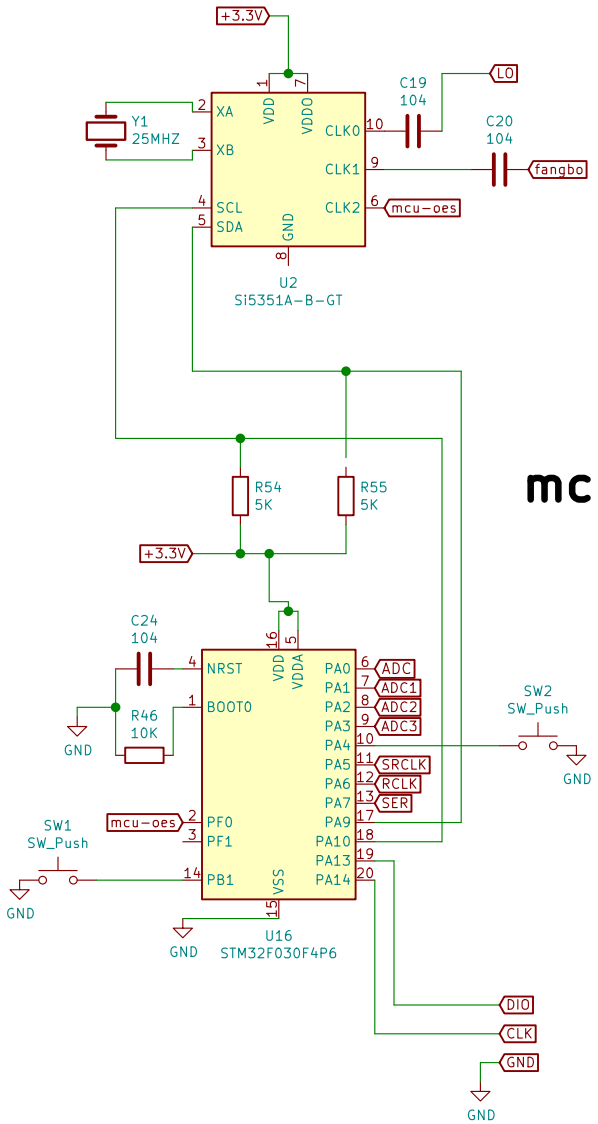 +3.3V
1
7
VDD
VDDO
LO
C19
104
Y1
25MHZ
2
XA
CLK0
10
C20
104
3
XB
CLK1
9
fangbo
4
SCL
CLK2
6
mcu-oes
5
SDA
GND
8
U2
Si5351A-B-GT
R54
5K
R55
5K
mc
+3.3V
C24
104
16
5
VDD
VDDA
4
NRST
PA0
6
ADC
PA1
7
ADC1
1
BOOT0
PA2
8
ADC2
R46
10K
PA3
9
ADC3
GND
SW2
SW_Push
PA4
10
GND
PA5
11
SRCLK
PA6
12
RCLK
PA7
13
SER
mcu-oes
2
PF0
PA9
17
3
PF1
PA10
18
SW1
SW_Push
PA13
19
14
PB1
PA14
20
GND
VSS
15
GND
U16
STM32F030F4P6
DIO
CLK
GND
GND